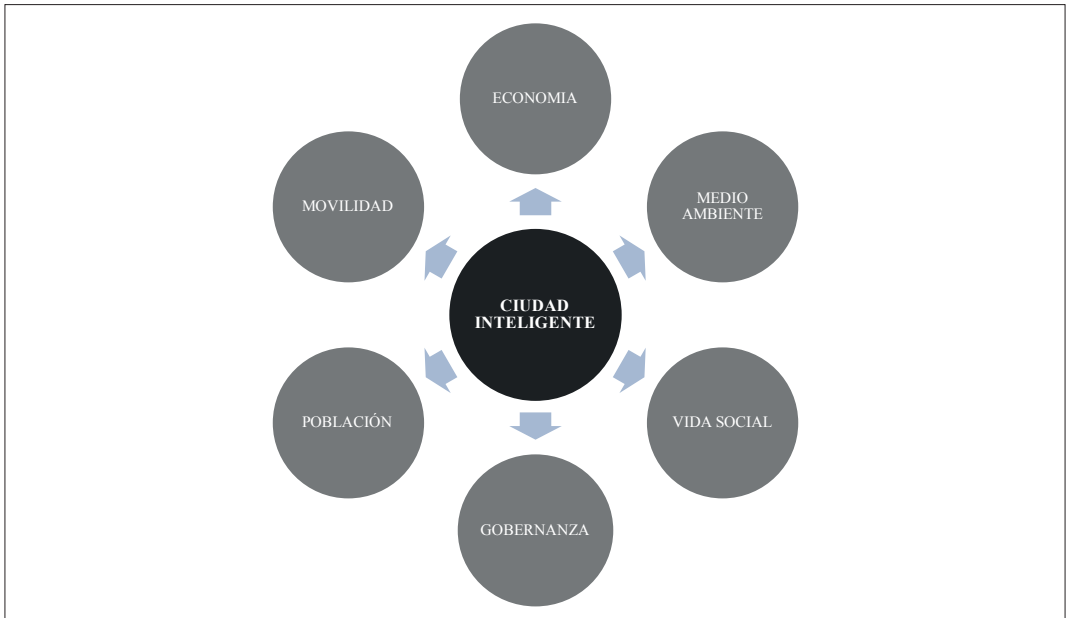 ECONOMIA
MEDIO
AMBIENTE
VIDA SOCIAL
GOBERNANZA
POBLACIÓN
MOVILIDAD
CIUDAD
INTELIGENTE